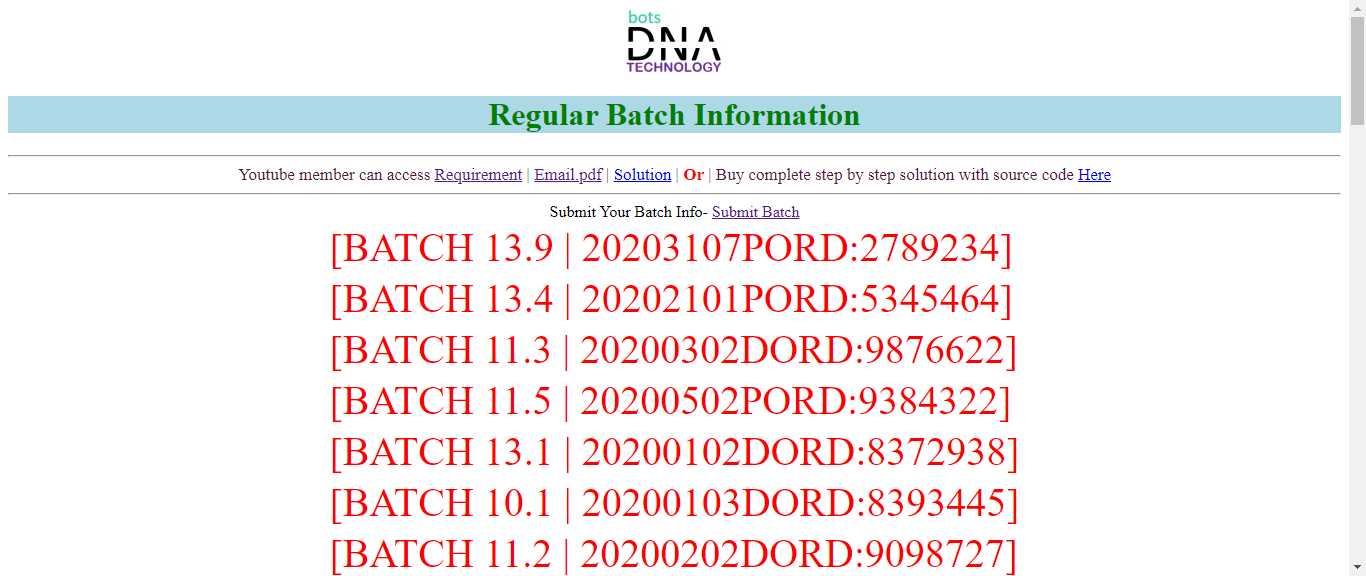 bots
DNA
TECHNOLOGY
Regular Batch Information
Youtube member can access Requirement | Email.pdf | Solution | Or | Buy complete step by step solution with source code Here
Submit Your Batch Info- Submit Batch
[BATCH 13.9 | 20203107PORD:2789234]
[BATCH 13.4 | 20202101PORD:5345464]
[BATCH 11.3 | 20200302DORD:9876622]
[BATCH 11.5 | 20200502PORD:9384322]
[BATCH 13.1 | 20200102DORD:8372938]
[BATCH 10.1 | 20200103DORD:8393445]
[BATCH 11.2 | 20200202DORD:9098727]